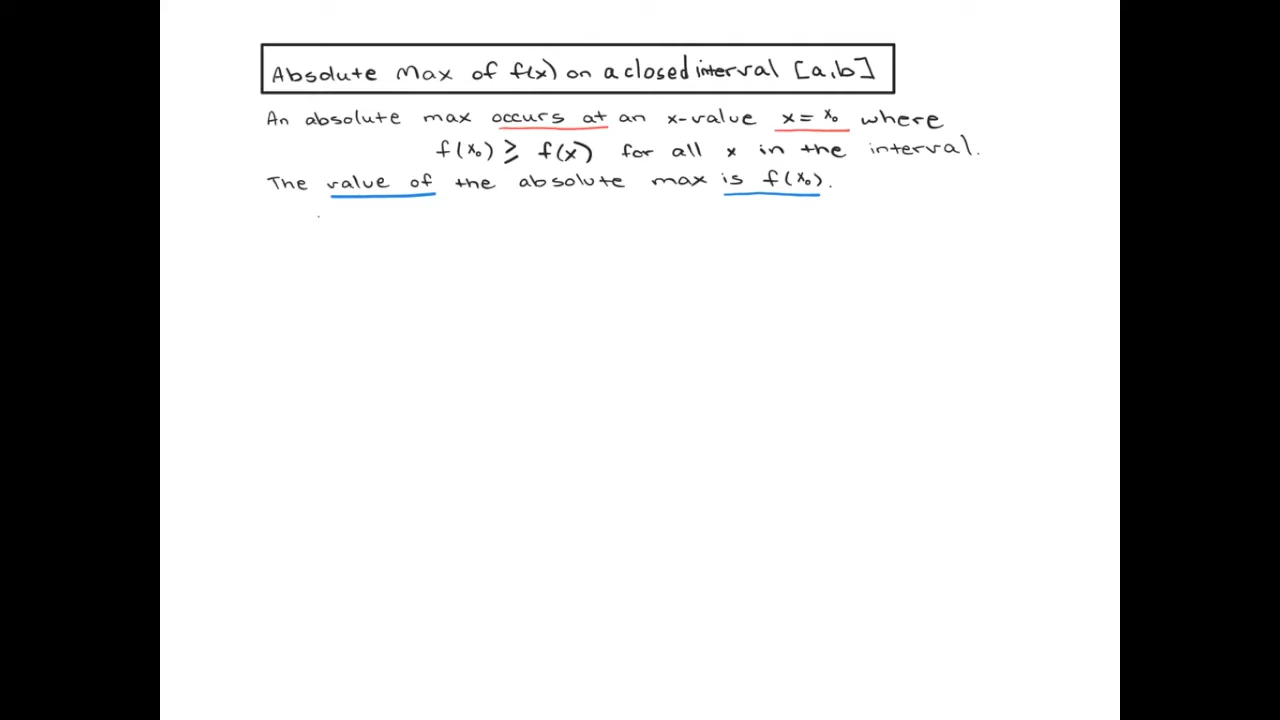 Absolute Max of f(x) on a closed interval [a,b]
An absolute max occurs at an x-value x = x₀ where
f(x₀) ≥ f(x) for all x in the interval.
The value of the absolute max is f(x₀).